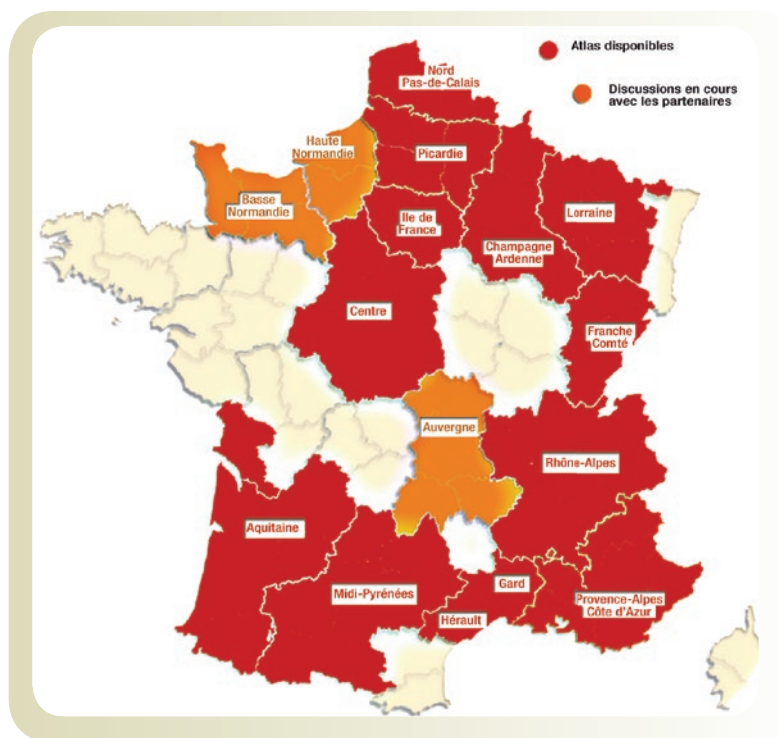 Atlas disponibles
Discussions en cours
avec les partenaires
Nord
Pas-de-Calais
Haute
Normandie
Picardie
Basse
Normandie
Ile de
France
Lorraine
Champagne
Ardenne
Centre
Franche
Comté
Auvergne
Rhône-Alpes
Aquitaine
Midi-Pyrénées
Gard
Hérault
Provence-Alpes
Côte d'Azur